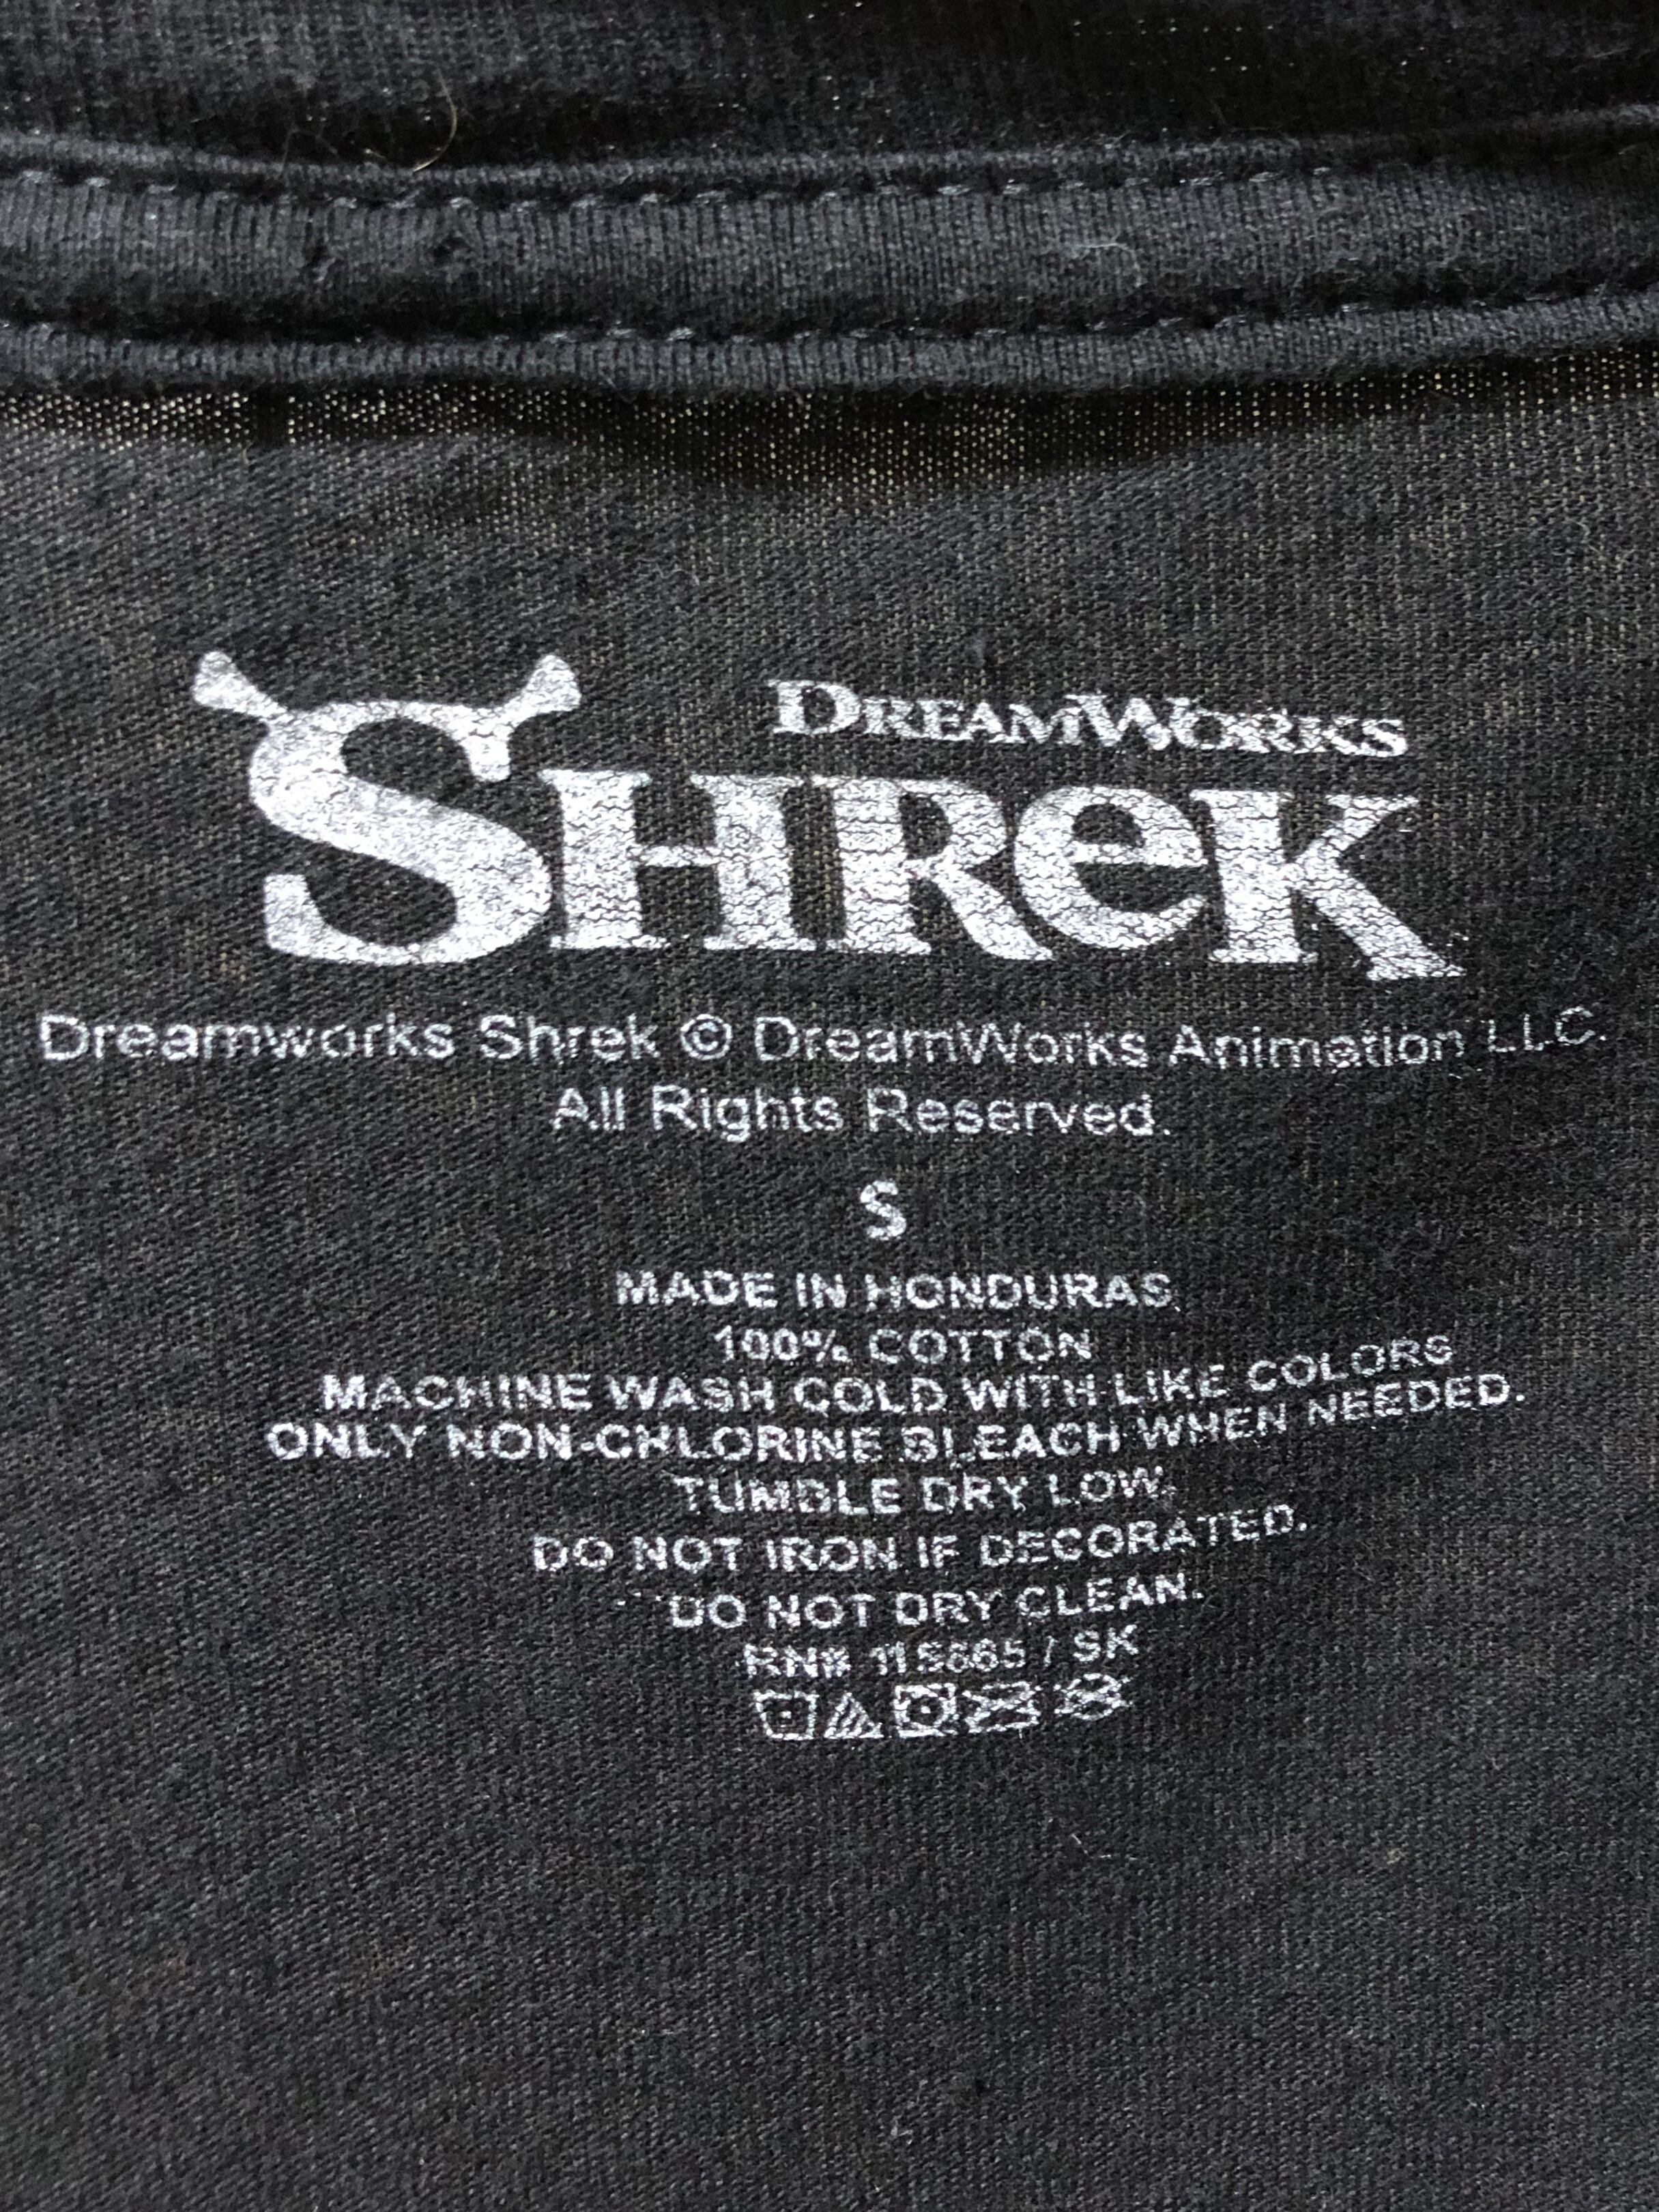 DREAMWORKS
SHReK
Dreamworks Shrek © DreamWorks Animation LLC.
All Rights Reserved.
S
MADE IN HONDURAS
100% COTTON
MACHINE WASH COLD WITH LIKE COLORS
ONLY NON-CHLORINE BLEACH WHEN NEEDED.
TUMBLE DRY LOW.
DO NOT IRON IF DECORATED.
DO NOT DRY CLEAN.
RN# / SK